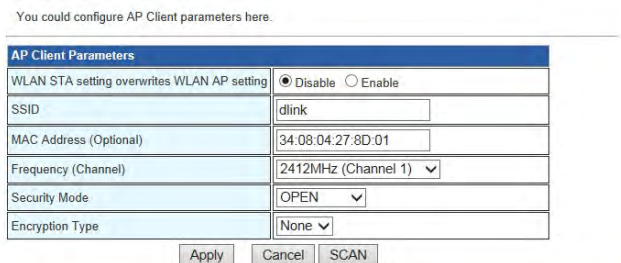 You could configure AP Client parameters here.
AP Client Parameters
WLAN STA setting overwrites WLAN AP setting Disable Enable
SSID dlink
MAC Address (Optional) 34:08:04:27:8D:01
Frequency (Channel) 2412MHz (Channel 1)
Security Mode OPEN
Encryption Type None
Apply Cancel SCAN